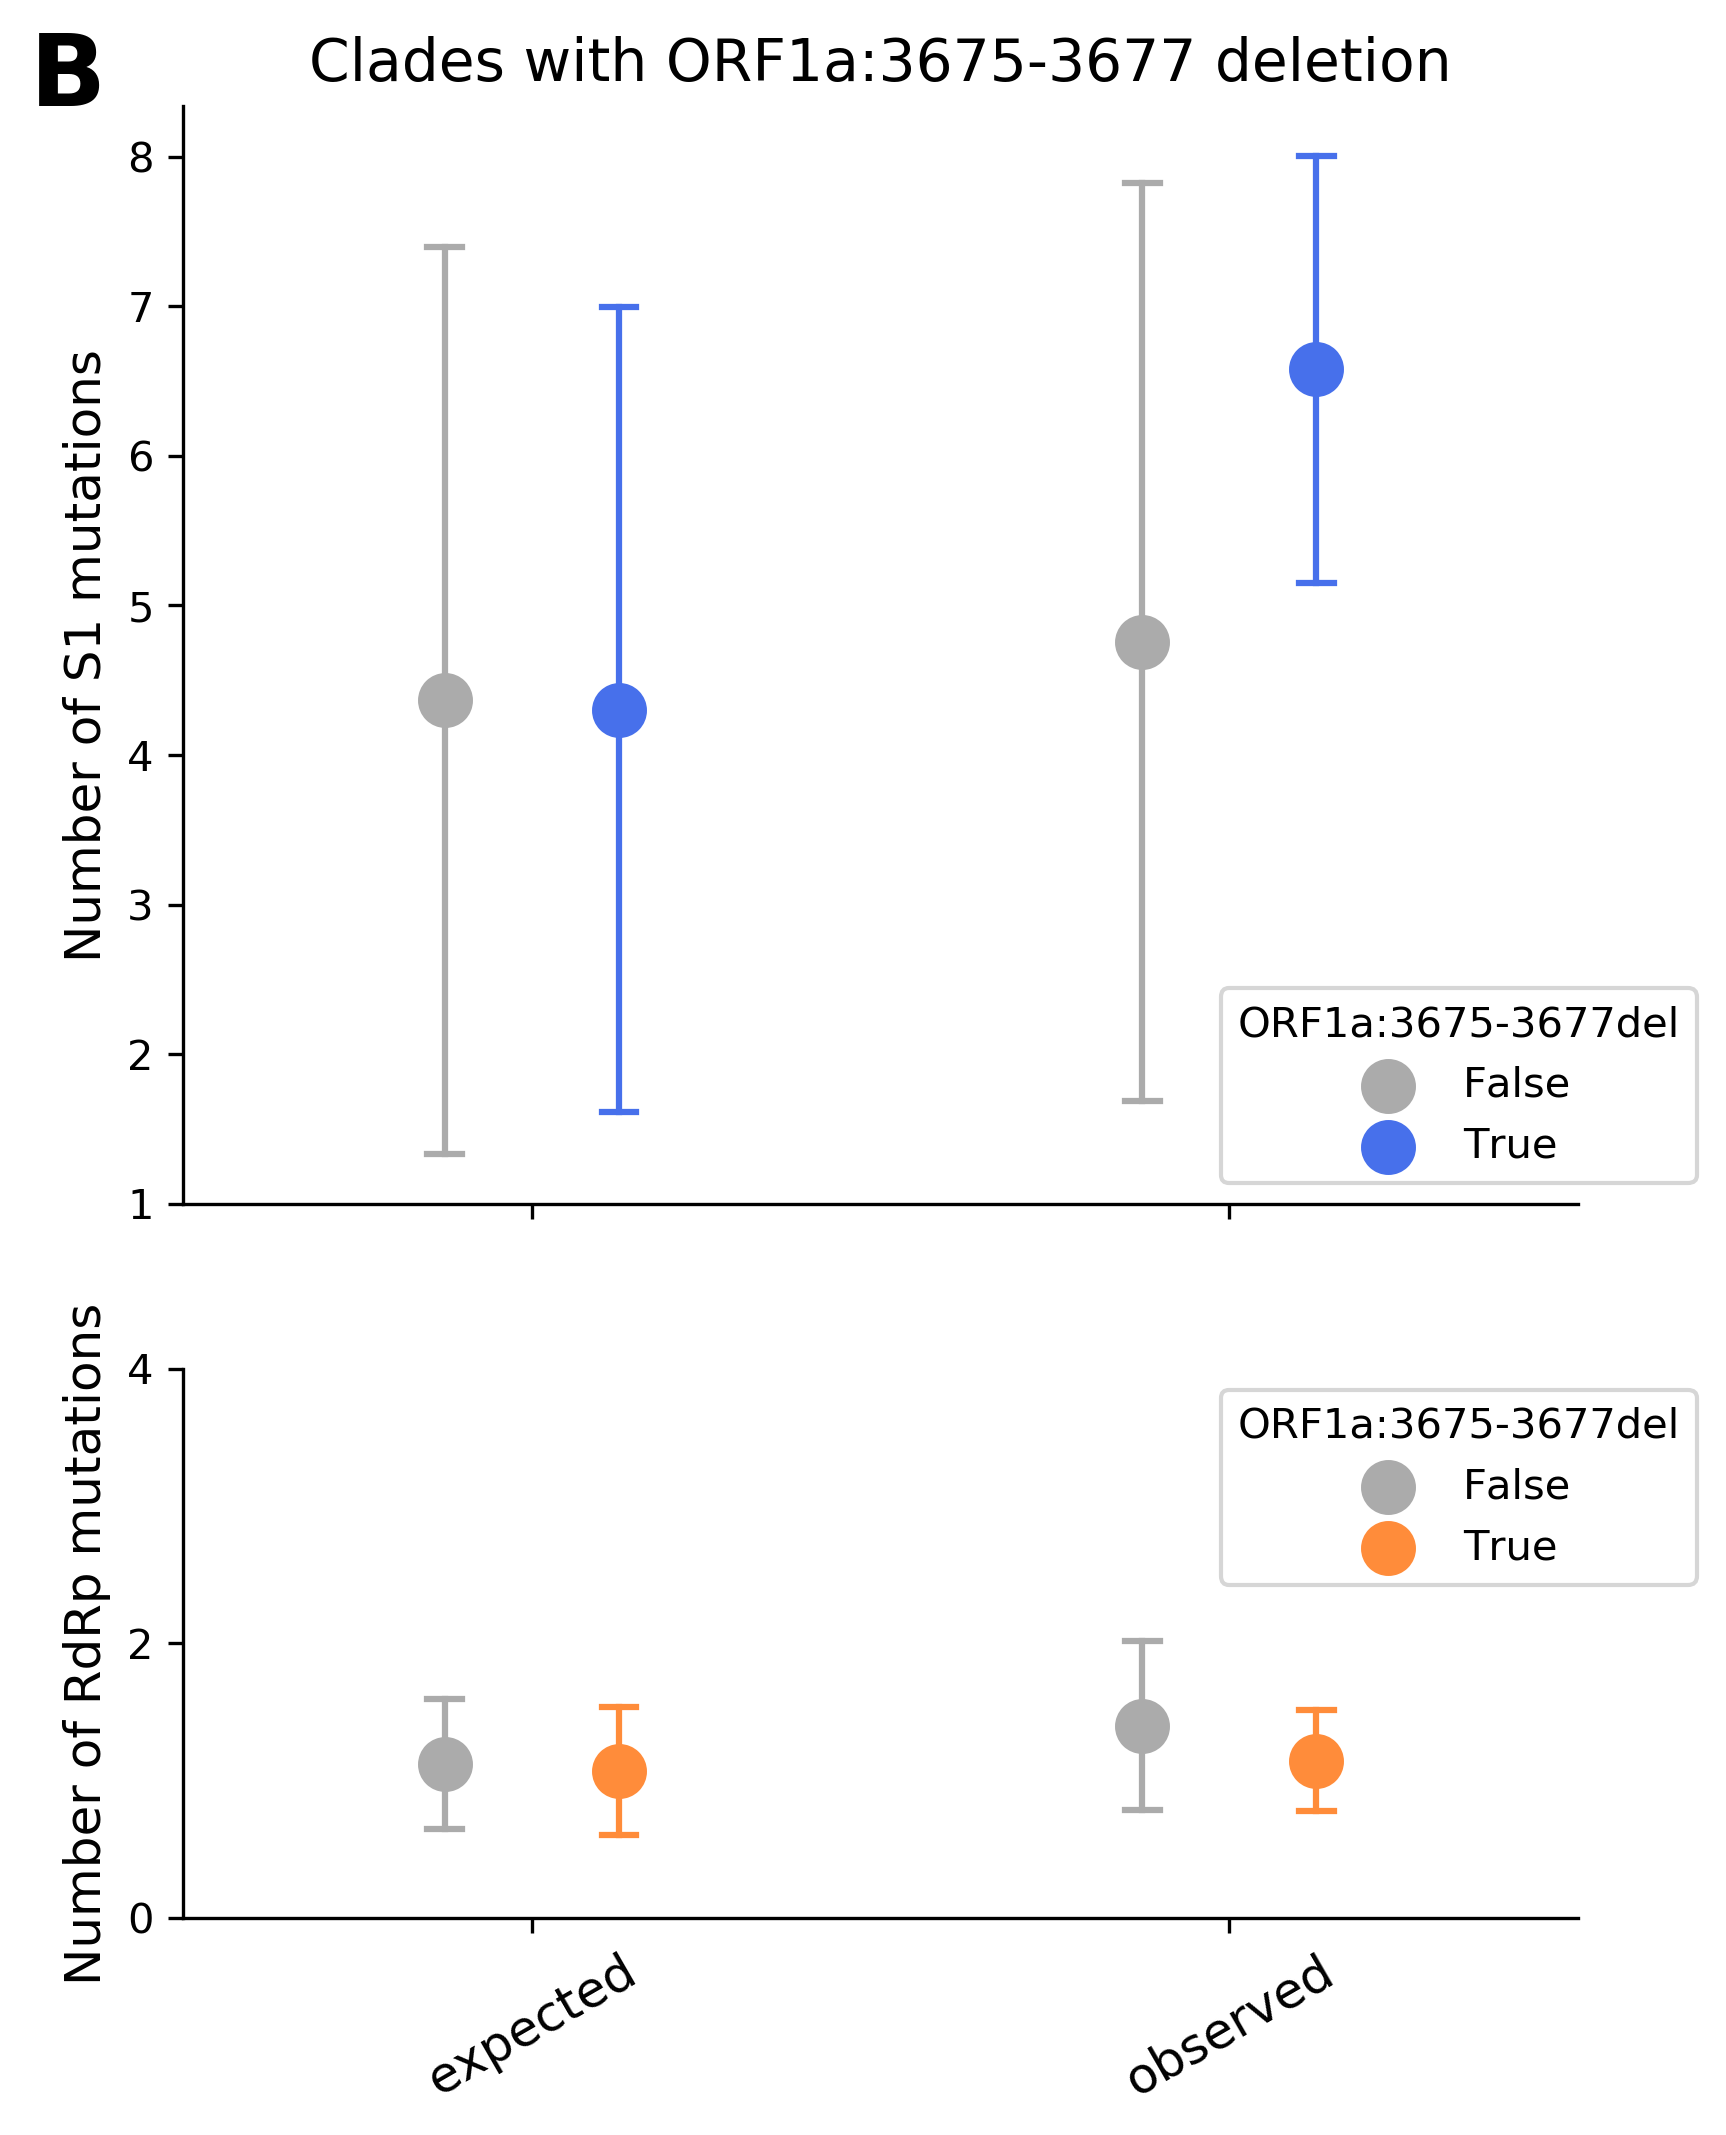 B
Clades with ORF1a:3675-3677 deletion
Number of S1 mutations
8
7
6
5
4
3
2
1
ORF1a:3675-3677del
False
True
Number of RdRp mutations
4
2
0
ORF1a:3675-3677del
False
True
expected
observed